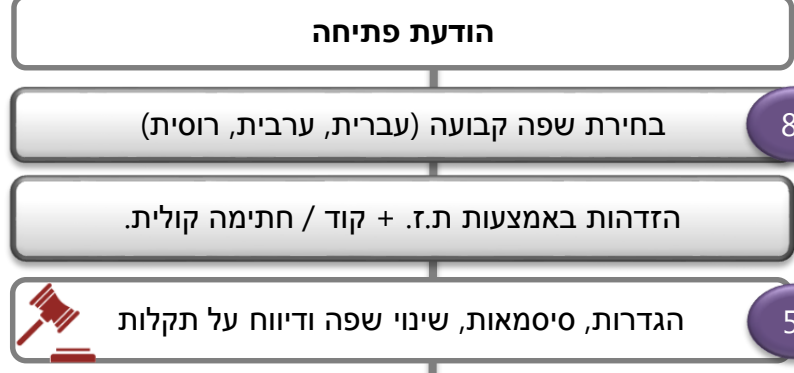 הודעת פתיחה
8
בחירת שפה קבועה (עברית, ערבית, רוסית)
הזדהות באמצעות ת.ז. + קוד / חתימה קולית.
5
הגדרות, סיסמאות, שינוי שפה ודיווח על תקלות